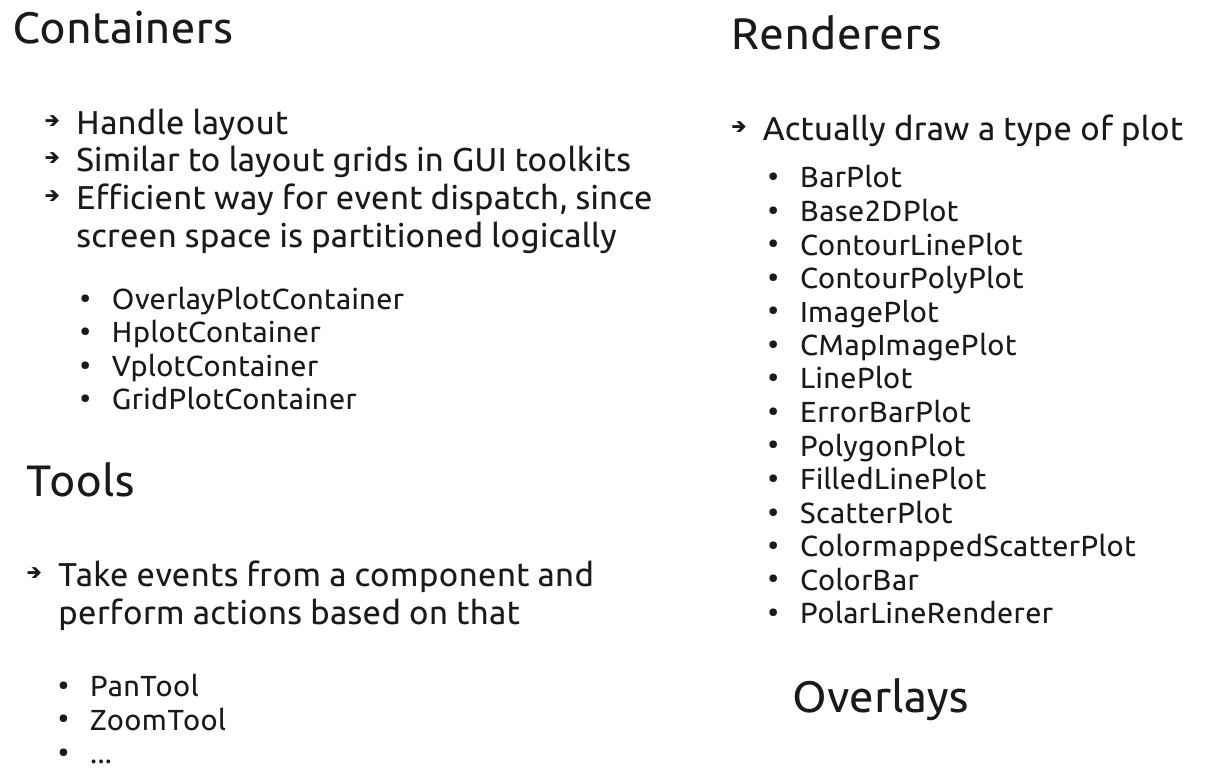 Containers
→ Handle layout
→ Similar to layout grids in GUI toolkits
→ Efficient way for event dispatch, since
screen space is partitioned logically
• OverlayPlotContainer
• HplotContainer
• VplotContainer
• GridPlotContainer
Tools
→ Take events from a component and
perform actions based on that
• PanTool
• ZoomTool
• ...
Renderers
→ Actually draw a type of plot
• BarPlot
• Base2DPlot
• ContourLinePlot
• ContourPolyPlot
• ImagePlot
• CMapImagePlot
• LinePlot
• ErrorBarPlot
• PolygonPlot
• FilledLinePlot
• ScatterPlot
• ColormappedScatterPlot
• ColorBar
• PolarLineRenderer
Overlays